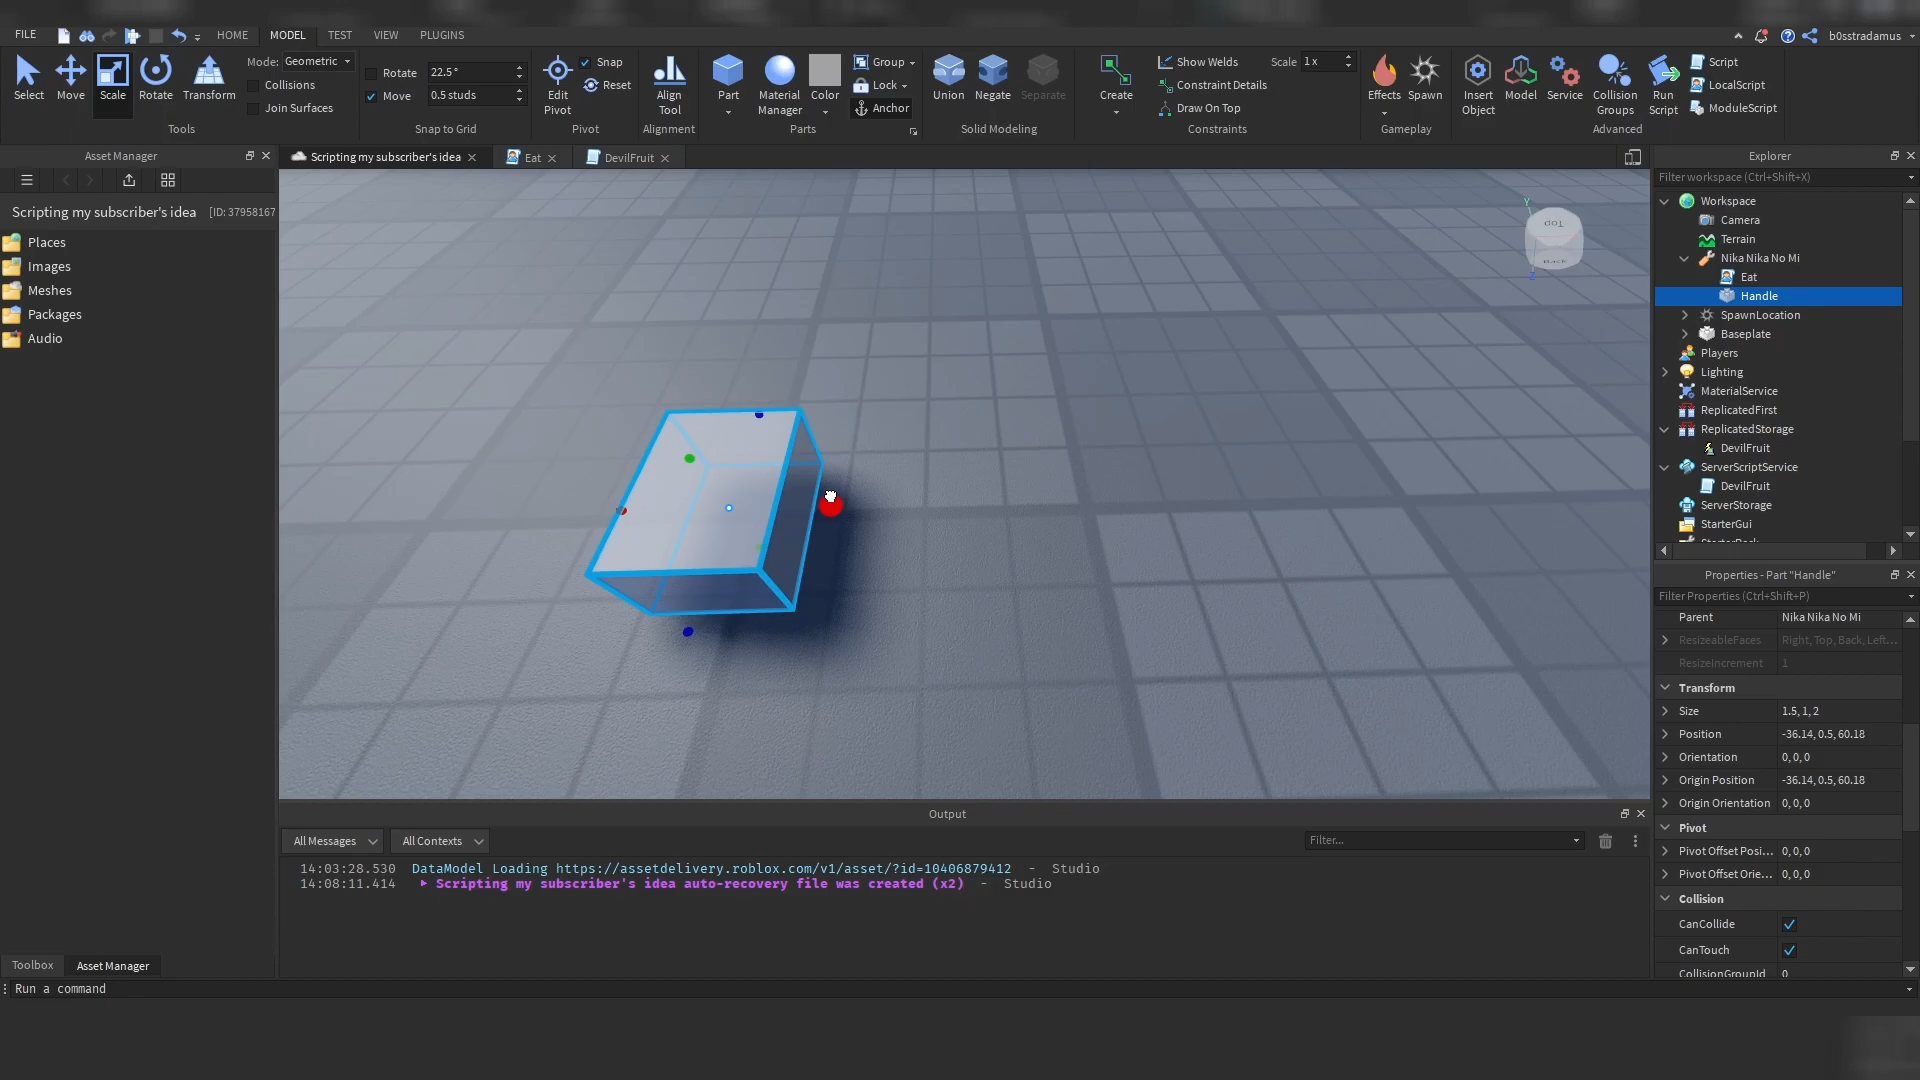 FILE HOME MODEL TEST VIEW PLUGINS b0sstradamus
Select Move Scale Rotate Transform
Mode: Geometric
Collisions
Join Surfaces
Tools
Rotate 22.5°
Move 0.5 studs
Snap to Grid
Edit Pivot
Snap
Reset
Pivot
Align Tool
Alignment
Part
Material Manager
Color
Group
Lock
Anchor
Parts
Union Negate Separate
Solid Modeling
Create
Show Welds
Constraint Details
Draw On Top
Scale 1x
Constraints
Effects Spawn
Gameplay
Insert Object
Model
Service
Collision Groups
Run Script
Script
LocalScript
ModuleScript
Advanced
Asset Manager
Scripting my subscriber's idea [ID: 37958167
Places
Images
Meshes
Packages
Audio
Toolbox Asset Manager
Scripting my subscriber's idea Eat DevilFruit
Y
Top
Back
Z
Output
All Messages All Contexts Filter...
14:03:28.530 DataModel Loading https://assetdelivery.roblox.com/v1/asset/?id=10406879412 - Studio
14:08:11.414 Scripting my subscriber's idea auto-recovery file was created (x2) - Studio
Explorer
Filter workspace (Ctrl+Shift+X)
Workspace
Camera
Terrain
Nika Nika No Mi
Eat
Handle
SpawnLocation
Baseplate
Players
Lighting
MaterialService
ReplicatedFirst
ReplicatedStorage
DevilFruit
ServerScriptService
DevilFruit
ServerStorage
StarterGui
Properties - Part "Handle"
Filter Properties (Ctrl+Shift+P)
Parent Nika Nika No Mi
ResizeableFaces Right, Top, Back, Left...
ResizeIncrement 1
Transform
Size 1.5, 1, 2
Position -36.14, 0.5, 60.18
Orientation 0, 0, 0
Origin Position -36.14, 0.5, 60.18
Origin Orientation 0, 0, 0
Pivot
Pivot Offset Posi... 0, 0, 0
Pivot Offset Orie... 0, 0, 0
Collision
CanCollide
CanTouch
CollisionGroupId 0
Run a command